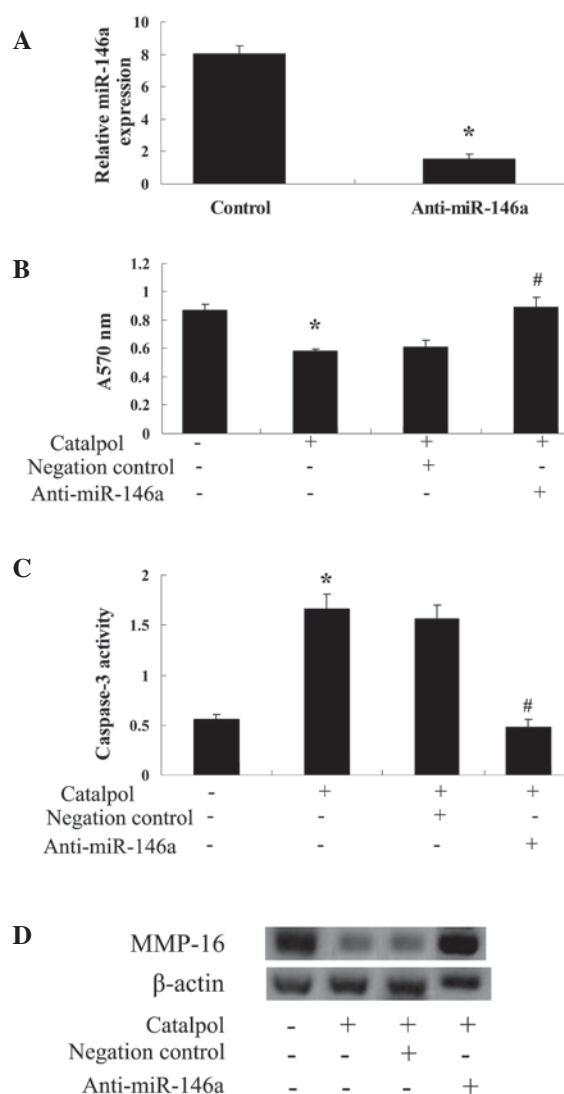 A
Relative miR-146a
expression
10
8
6
4
2
0
*
Control Anti-miR-146a
B
A570 nm
1.2
1
0.8
0.6
0.4
0.2
0
*
#
Catalpol - + + +
Negation control - - + -
Anti-miR-146a - - - +
C
Caspase-3 activity
2
1.5
1
0.5
0
*
#
Catalpol - + + +
Negation control - - + -
Anti-miR-146a - - - +
D
MMP-16
β-actin
Catalpol - + + +
Negation control - - + -
Anti-miR-146a - - - +